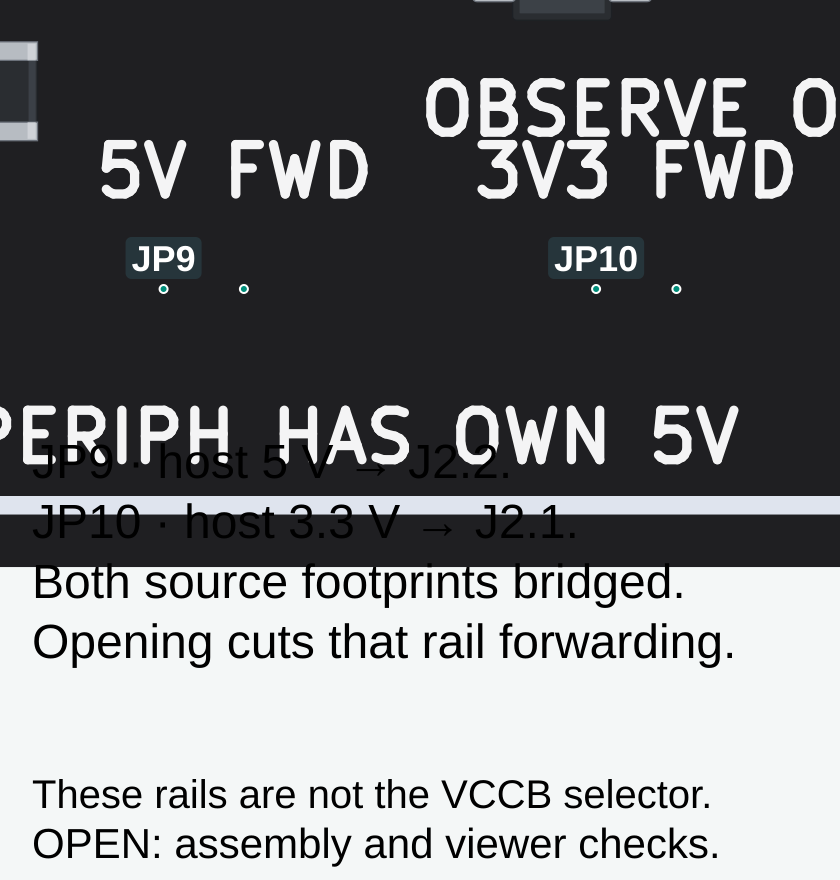 OBSERVE O
5V FWD 3V3 FWD
JP9 JP10
PERIPH HAS OWN 5V
JP9 · host 5 V → J2.2.
JP10 · host 3.3 V → J2.1.
Both source footprints bridged.
Opening cuts that rail forwarding.
These rails are not the VCCB selector.
OPEN: assembly and viewer checks.